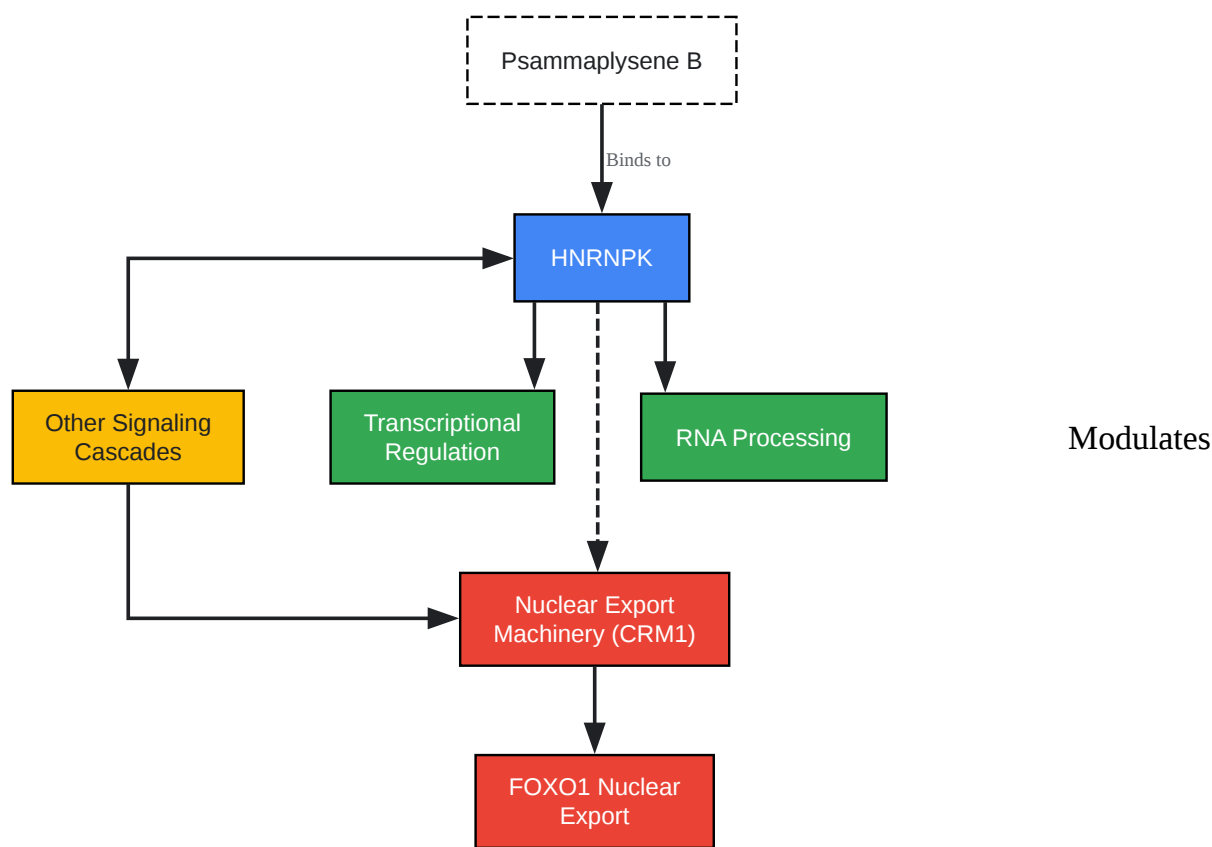 Psammaplysene B
Binds to
HNRNPK
Other Signaling
Cascades
Transcriptional
Regulation
RNA Processing
Modulates
Nuclear Export
Machinery (CRM1)
FOXO1 Nuclear
Export